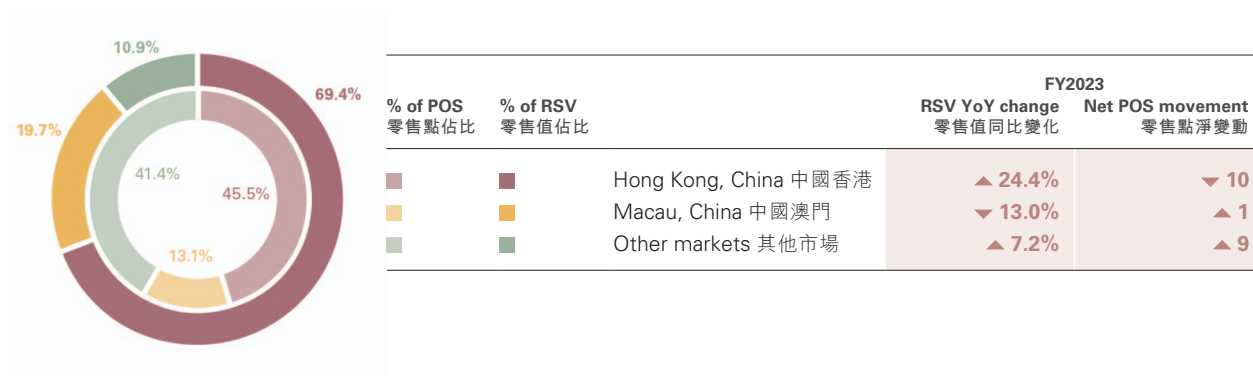 10.9%
69.4%
19.7%
41.4%
45.5%
13.1%
FY2023
% of POS % of RSV RSV YoY change Net POS movement
零售點佔比 零售值佔比 零售值同比變化 零售點淨變動
Hong Kong, China 中國香港 ▲ 24.4% ▼ 10
Macau, China 中國澳門 ▼ 13.0% ▲ 1
Other markets 其他市場 ▲ 7.2% ▲ 9